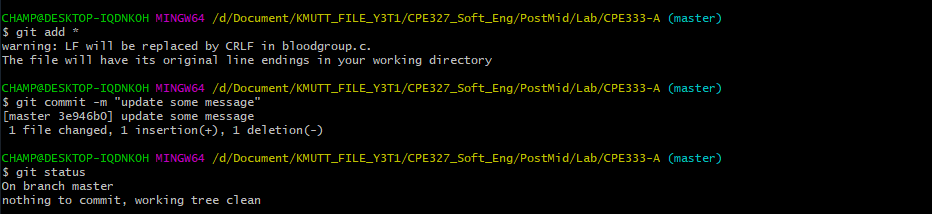 CHAMP@DESKTOP-IQDNKOH MINGW64 /d/Document/KMUTT_FILE_Y3T1/CPE327_Soft_Eng/PostMid/Lab/CPE333-A (master)
$ git add *
warning: LF will be replaced by CRLF in bloodgroup.c.
The file will have its original line endings in your working directory
CHAMP@DESKTOP-IQDNKOH MINGW64 /d/Document/KMUTT_FILE_Y3T1/CPE327_Soft_Eng/PostMid/Lab/CPE333-A (master)
$ git commit -m "update some message"
[master 3e946b0] update some message
 1 file changed, 1 insertion(+), 1 deletion(-)
CHAMP@DESKTOP-IQDNKOH MINGW64 /d/Document/KMUTT_FILE_Y3T1/CPE327_Soft_Eng/PostMid/Lab/CPE333-A (master)
$ git status
On branch master
nothing to commit, working tree clean